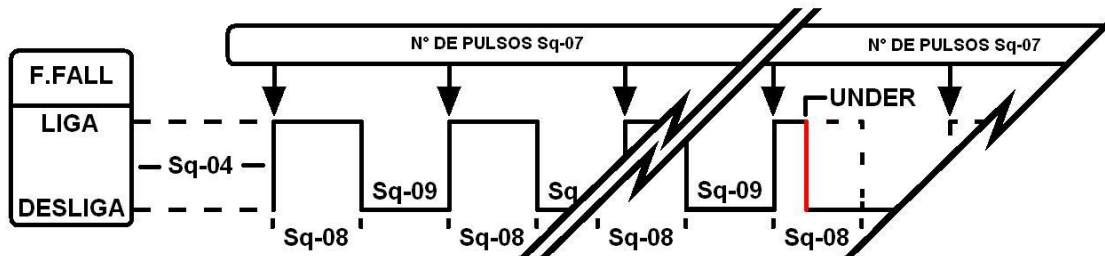 N° DE PULSOS Sq-07
N° DE PULSOS Sq-07
F.FALL
LIGA
UNDER
Sq-04
Sq-09
Sq
Sq-09
DESLIGA
Sq-08
Sq-08
Sq-08
Sq-08